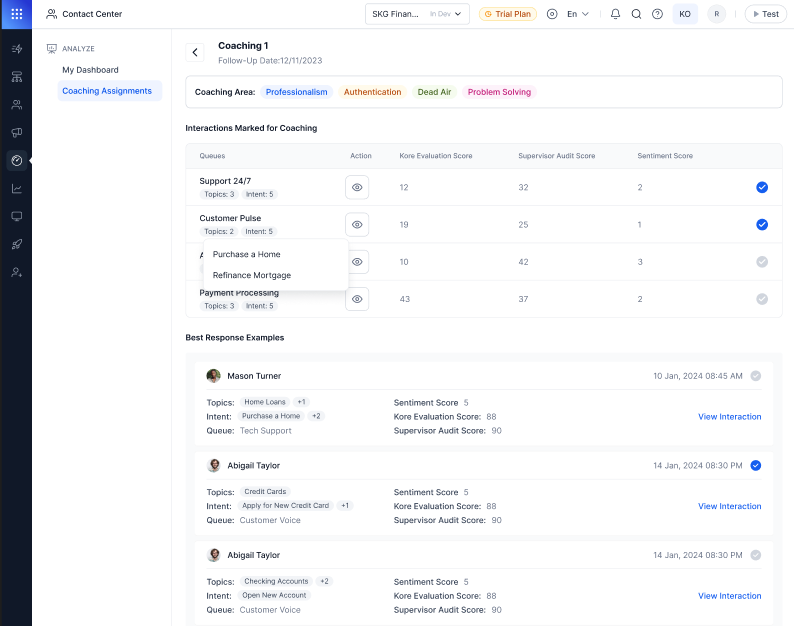 Contact Center
SKG Finan... In Dev
Trial Plan
En
KO
R
Test
ANALYZE
My Dashboard
Coaching Assignments
Coaching 1
Follow-Up Date:12/11/2023
Coaching Area: Professionalism Authentication Dead Air Problem Solving
Interactions Marked for Coaching
Queues Action Kore Evaluation Score Supervisor Audit Score Sentiment Score
Support 24/7
Topics: 3 Intent: 5
12 32 2
Customer Pulse
Topics: 2 Intent: 5
19 25 1
Purchase a Home
Refinance Mortgage
10 42 3
Payment Processing
Topics: 3 Intent: 5
43 37 2
Best Response Examples
Mason Turner 10 Jan, 2024 08:45 AM
Topics: Home Loans +1 Sentiment Score 5
Intent: Purchase a Home +2 Kore Evaluation Score: 88 View Interaction
Queue: Tech Support Supervisor Audit Score: 90
Abigail Taylor 14 Jan, 2024 08:30 PM
Topics: Credit Cards Sentiment Score 5
Intent: Apply for New Credit Card +1 Kore Evaluation Score: 88 View Interaction
Queue: Customer Voice Supervisor Audit Score: 90
Abigail Taylor 14 Jan, 2024 08:30 PM
Topics: Checking Accounts +2 Sentiment Score 5
Intent: Open New Account Kore Evaluation Score: 88 View Interaction
Queue: Customer Voice Supervisor Audit Score: 90